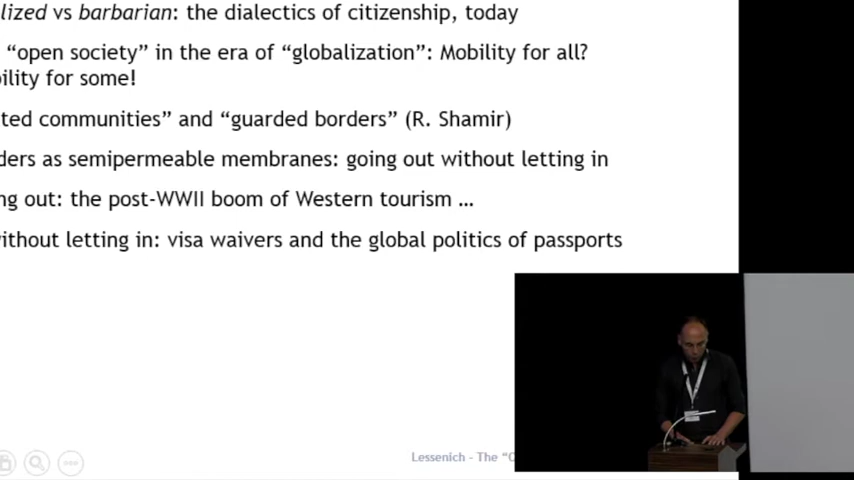 lized vs barbarian: the dialectics of citizenship, today
“open society” in the era of “globalization”: Mobility for all?
bility for some!
ted communities” and “guarded borders” (R. Shamir)
ders as semipermeable membranes: going out without letting in
ng out: the post-WWII boom of Western tourism …
vithout letting in: visa waivers and the global politics of passports
Lessenich - The “O